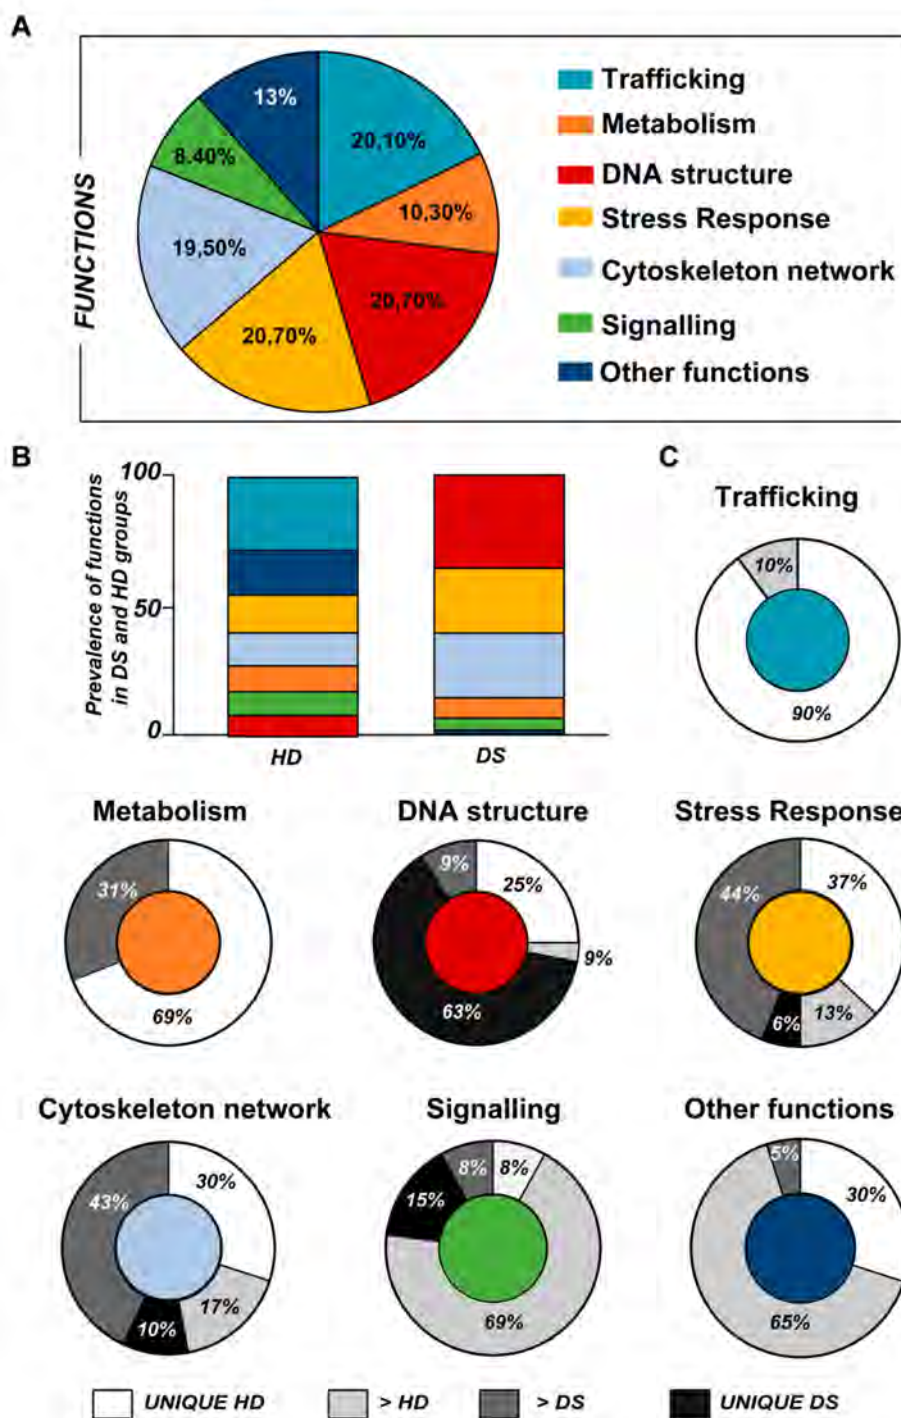 A
FUNCTIONS
13%
20,10%
8.40%
10,30%
19,50%
20,70%
20,70%
Trafficking
Metabolism
DNA structure
Stress Response
Cytoskeleton network
Signalling
Other functions
B
Prevalence of functions
in DS and HD groups
100
50
0
HD
DS
C
Trafficking
10%
90%
Metabolism
31%
69%
DNA structure
9%
25%
9%
63%
Stress Response
44%
37%
6%
13%
Cytoskeleton network
43%
30%
17%
10%
Signalling
8%
8%
15%
69%
Other functions
5%
30%
65%
UNIQUE HD
> HD
> DS
UNIQUE DS